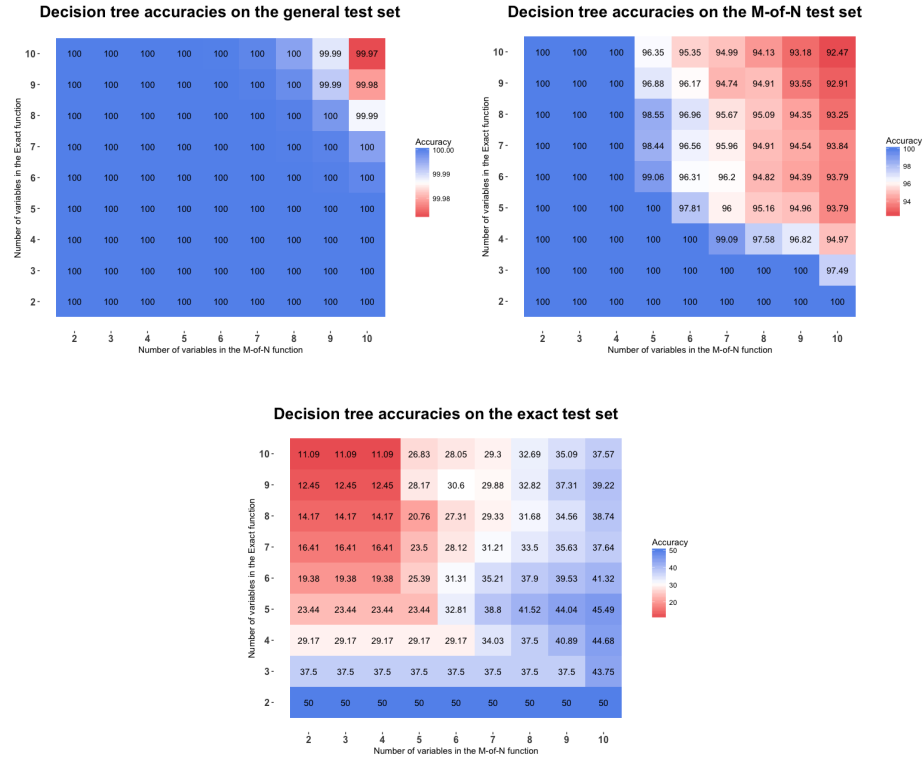 Decision tree accuracies on the general test set
Number of variables in the Exact function
10 - 100 100 100 100 100 100 100 99.99 99.97
9 - 100 100 100 100 100 100 100 99.99 99.98
8 - 100 100 100 100 100 100 100 100 99.99
7 - 100 100 100 100 100 100 100 100 100
6 - 100 100 100 100 100 100 100 100 100
5 - 100 100 100 100 100 100 100 100 100
4 - 100 100 100 100 100 100 100 100 100
3 - 100 100 100 100 100 100 100 100 100
2 - 100 100 100 100 100 100 100 100 100
2 3 4 5 6 7 8 9 10
Number of variables in the M-of-N function
Accuracy
100.00
99.99
99.98
Decision tree accuracies on the M-of-N test set
Number of variables in the Exact function
10 - 100 100 100 96.35 95.35 94.99 94.13 93.18 92.47
9 - 100 100 100 96.88 96.17 94.74 94.91 93.55 92.91
8 - 100 100 100 98.55 96.96 95.67 95.09 94.35 93.25
7 - 100 100 100 98.44 96.56 95.96 94.91 94.54 93.84
6 - 100 100 100 99.06 96.31 96.2 94.82 94.39 93.79
5 - 100 100 100 100 97.81 96 95.16 94.96 93.79
4 - 100 100 100 100 100 99.09 97.58 96.82 94.97
3 - 100 100 100 100 100 100 100 100 97.49
2 - 100 100 100 100 100 100 100 100 100
2 3 4 5 6 7 8 9 10
Number of variables in the M-of-N function
Accuracy
100
98
96
94
Decision tree accuracies on the exact test set
Number of variables in the Exact function
10 - 11.09 11.09 11.09 26.83 28.05 29.3 32.69 35.09 37.57
9 - 12.45 12.45 12.45 28.17 30.6 29.88 32.82 37.31 39.22
8 - 14.17 14.17 14.17 20.76 27.31 29.33 31.68 34.56 38.74
7 - 16.41 16.41 16.41 23.5 28.12 31.21 33.5 35.63 37.64
6 - 19.38 19.38 19.38 25.39 31.31 35.21 37.9 39.53 41.32
5 - 23.44 23.44 23.44 23.44 32.81 38.8 41.52 44.04 45.49
4 - 29.17 29.17 29.17 29.17 29.17 34.03 37.5 40.89 44.68
3 - 37.5 37.5 37.5 37.5 37.5 37.5 37.5 37.5 43.75
2 - 50 50 50 50 50 50 50 50 50
2 3 4 5 6 7 8 9 10
Number of variables in the M-of-N function
Accuracy
50
40
30
20